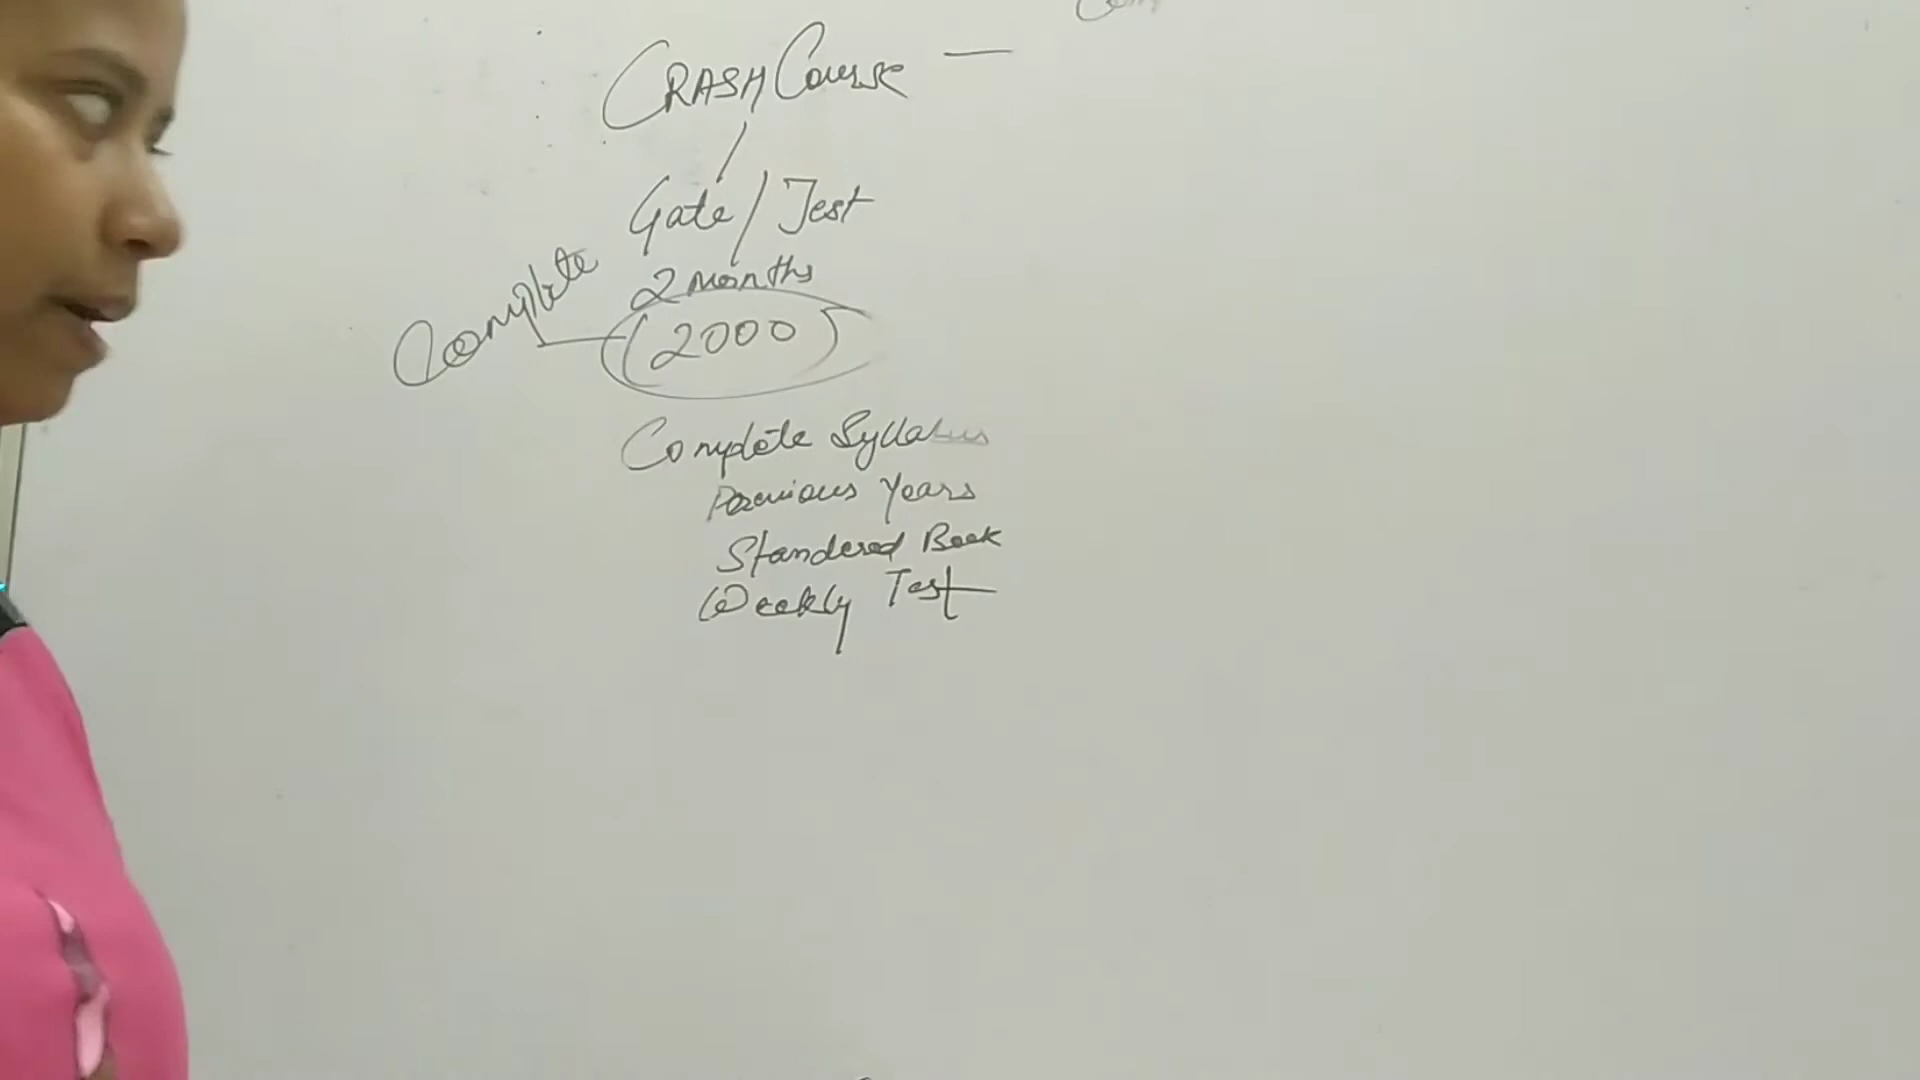 CRASH Course —
Gate / Test
2 months
Complete
(2000)
Complete Syllabus
Previous Years
Standered Book
Weekly Test